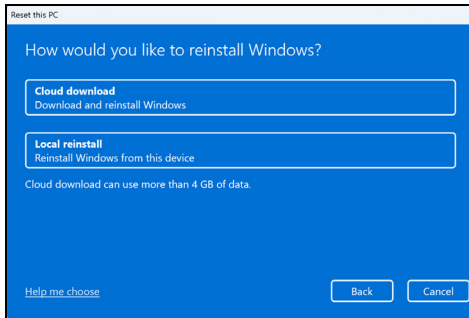 Reset this PC
How would you like to reinstall Windows?
Cloud download
Download and reinstall Windows
Local reinstall
Reinstall Windows from this device
Cloud download can use more than 4 GB of data.
Help me choose
Back
Cancel